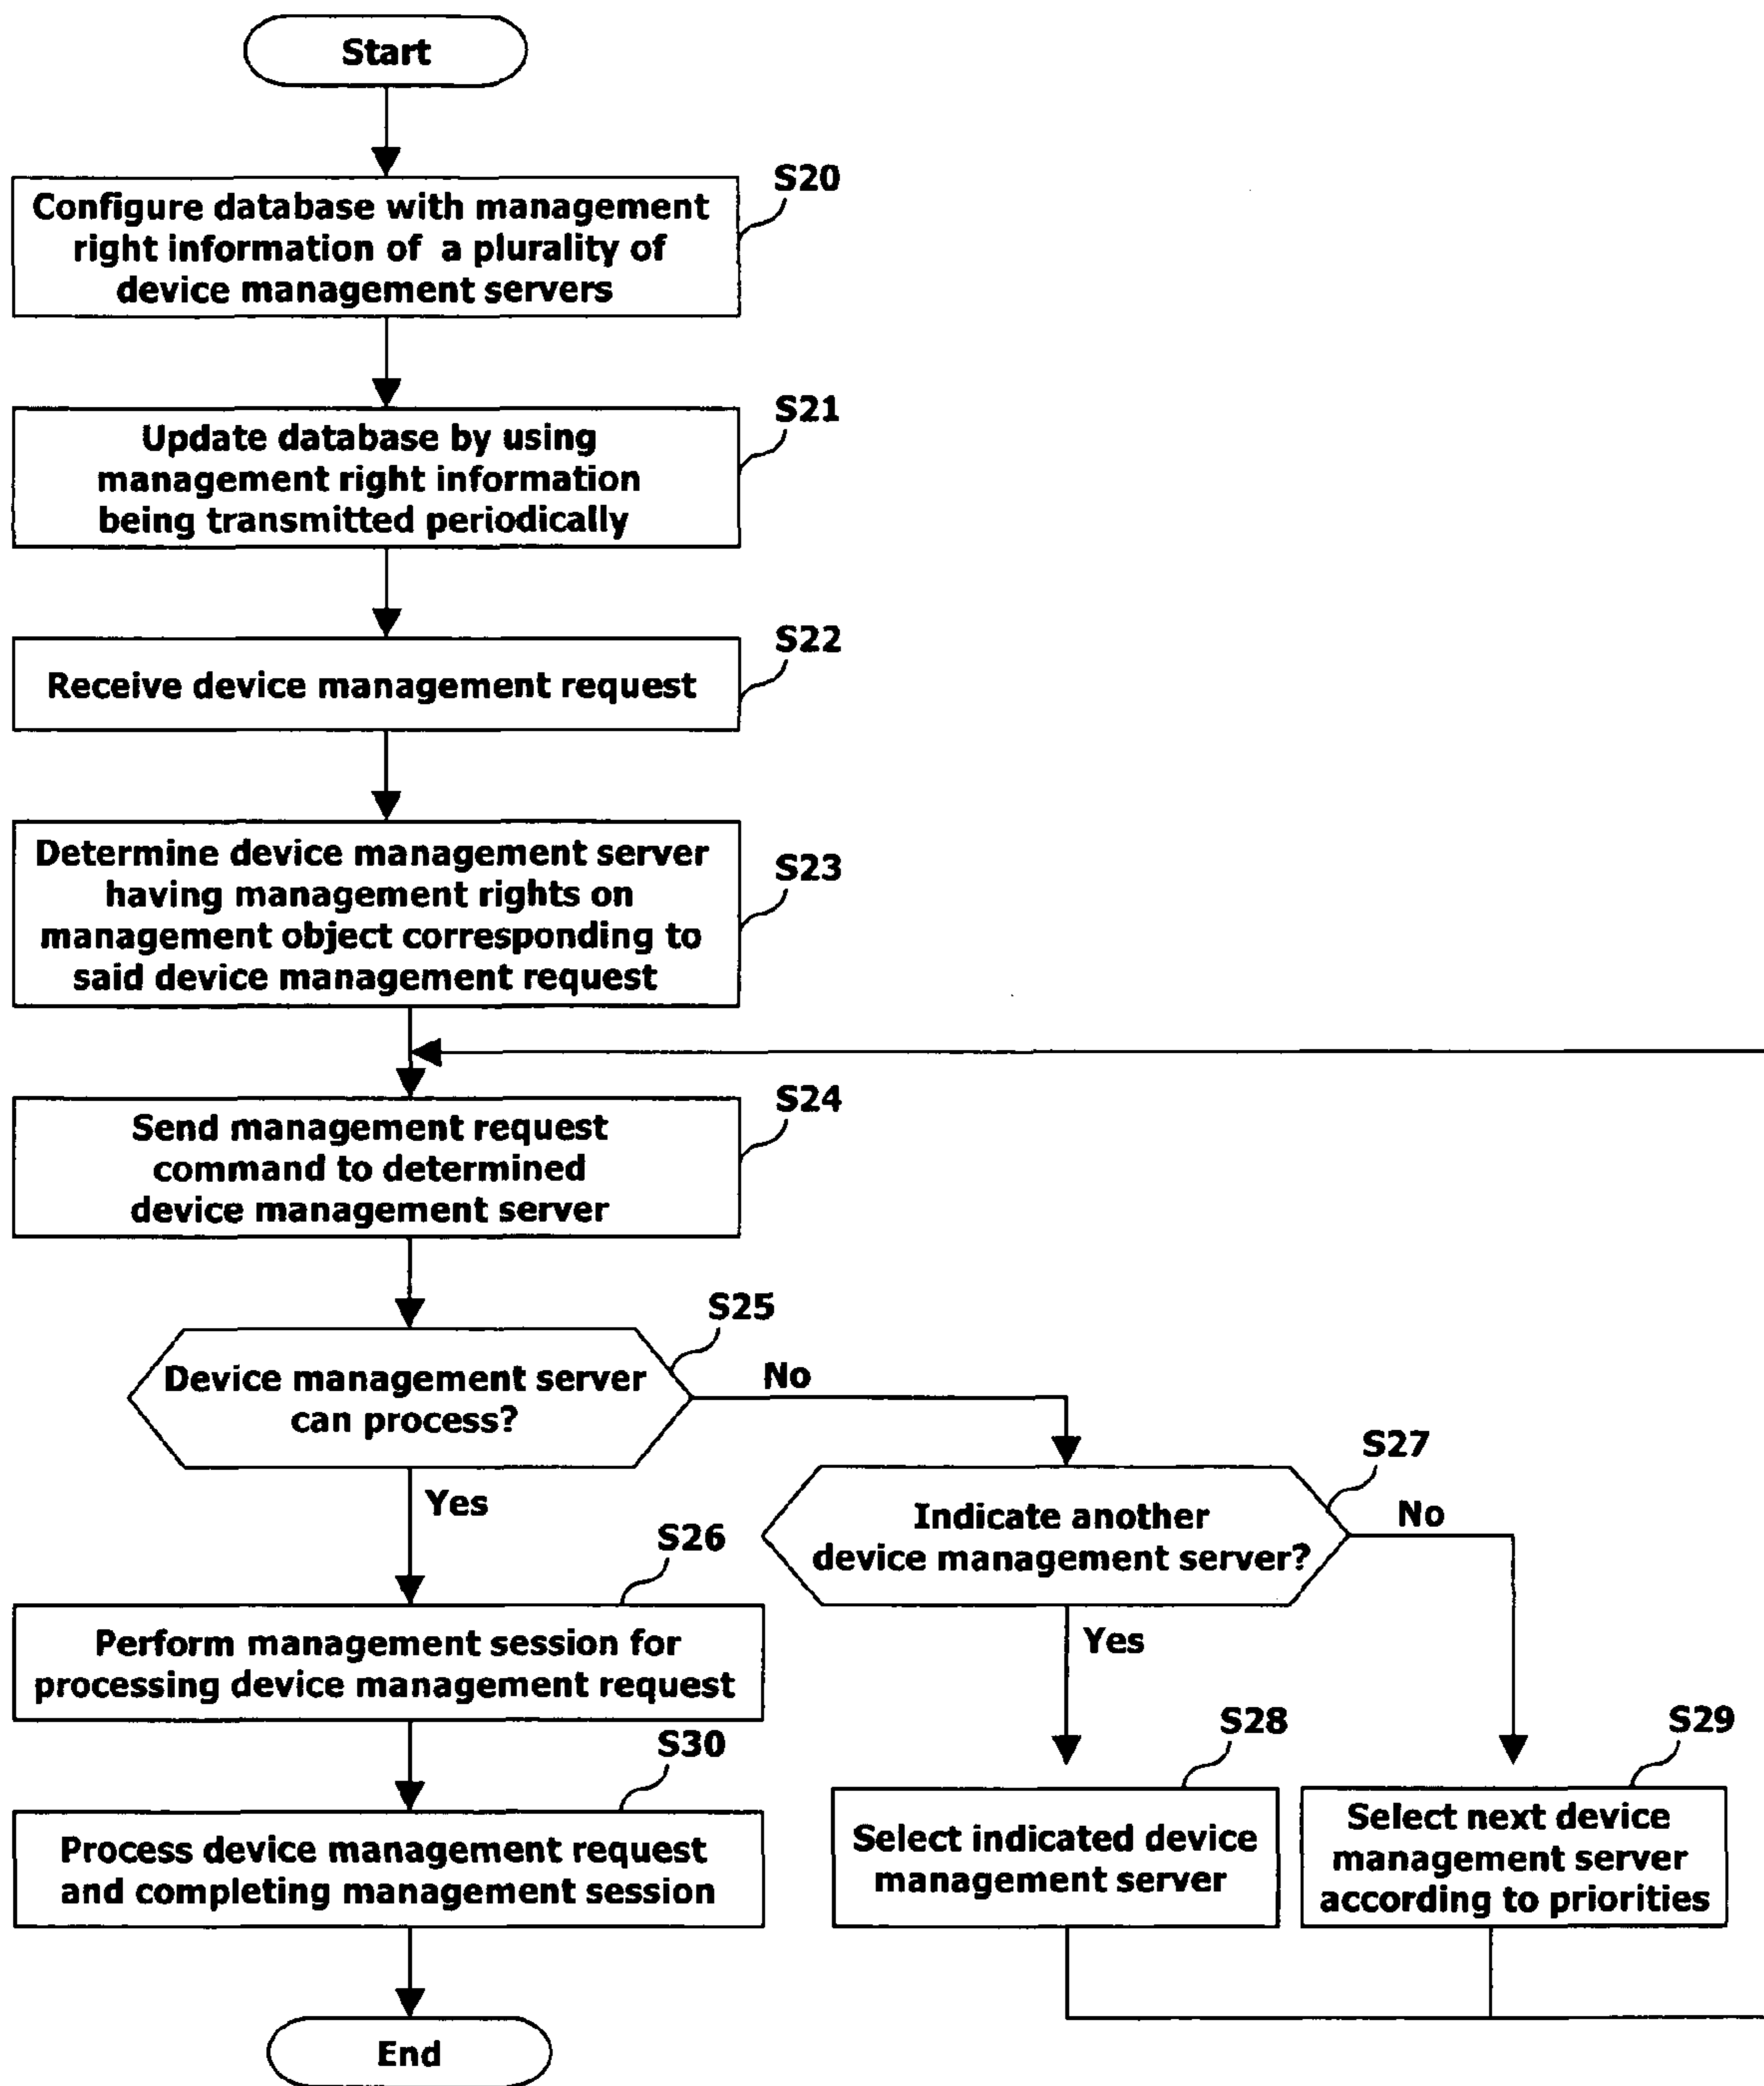 Start
S20
Configure database with management
right information of a plurality of
device management servers
S21
Update database by using
management right information
being transmitted periodically
S22
Receive device management request
S23
Determine device management server
having management rights on
management object corresponding to
said device management request
S24
Send management request
command to determined
device management server
S25
Device management server
can process?
No
Yes
S27
Indicate another
device management server?
No
Yes
S26
Perform management session for
processing device management request
S30
Process device management request
and completing management session
S28
Select indicated device
management server
S29
Select next device
management server
according to priorities
End